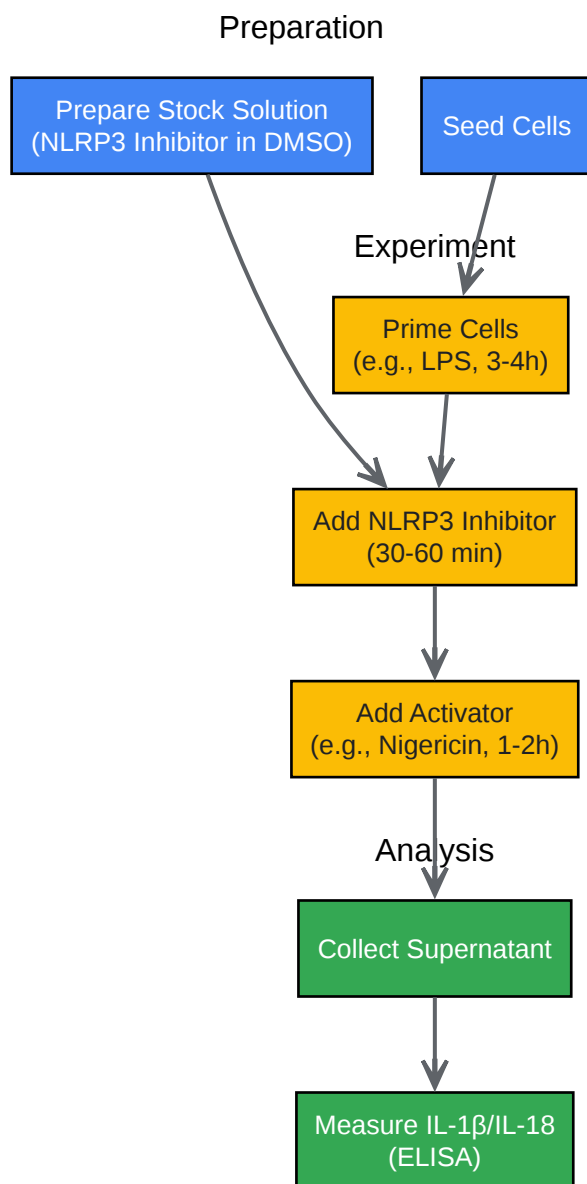 Preparation
Prepare Stock Solution
(NLRP3 Inhibitor in DMSO)
Seed Cells
Experiment
Prime Cells
(e.g., LPS, 3-4h)
Add NLRP3 Inhibitor
(30-60 min)
Add Activator
(e.g., Nigericin, 1-2h)
Analysis
Collect Supernatant
Measure IL-1β/IL-18
(ELISA)